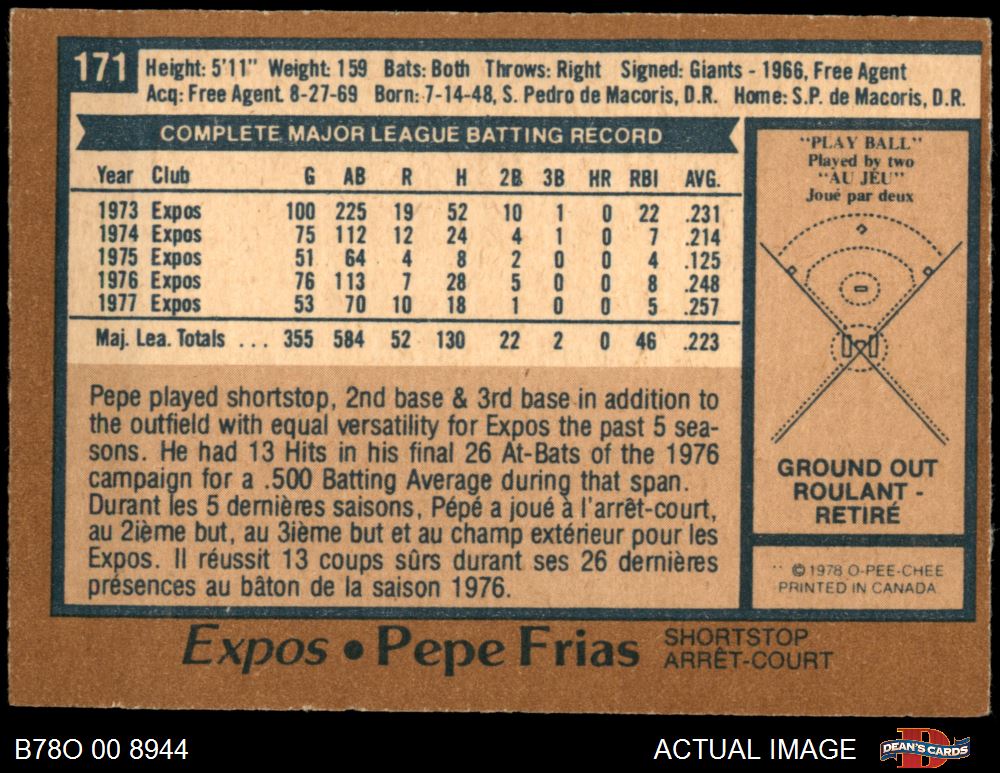 171
Height: 5'11" Weight: 159 Bats: Both Throws: Right Signed: Giants - 1966, Free Agent
Acq: Free Agent 8-27-69 Born: 7-14-48, S. Pedro de Macoris, D.R. Home: S.P. de Macoris, D.R.
COMPLETE MAJOR LEAGUE BATTING RECORD
Year Club G AB R H 2B 3B HR RBI AVG.
1973 Expos 100 225 19 52 10 1 0 22 .231
1974 Expos 75 112 12 24 4 1 0 7 .214
1975 Expos 51 64 4 8 2 0 0 4 .125
1976 Expos 76 113 7 28 5 0 0 8 .248
1977 Expos 53 70 10 18 1 0 0 5 .257
Maj. Lea. Totals ... 355 584 52 130 22 2 0 46 .223
Pepe played shortstop, 2nd base & 3rd base in addition to
the outfield with equal versatility for Expos the past 5 sea-
sons. He had 13 Hits in his final 26 At-Bats of the 1976
campaign for a .500 Batting Average during that span.
Durant les 5 dernières saisons, Pépé a joué à l'arrêt-court,
au 2ième but, au 3ième but et au champ extérieur pour les
Expos. Il réussit 13 coups sûrs durant ses 26 dernières
présences au bâton de la saison 1976.
"PLAY BALL"
Played by two
"AU JEU"
Joué par deux
GROUND OUT
ROULANT -
RETIRÉ
© 1978 O-PEE-CHEE
PRINTED IN CANADA
Expos • Pepe Frias
SHORTSTOP
ARRÊT-COURT
B78O 00 8944
ACTUAL IMAGE
DEAN'S CARDS